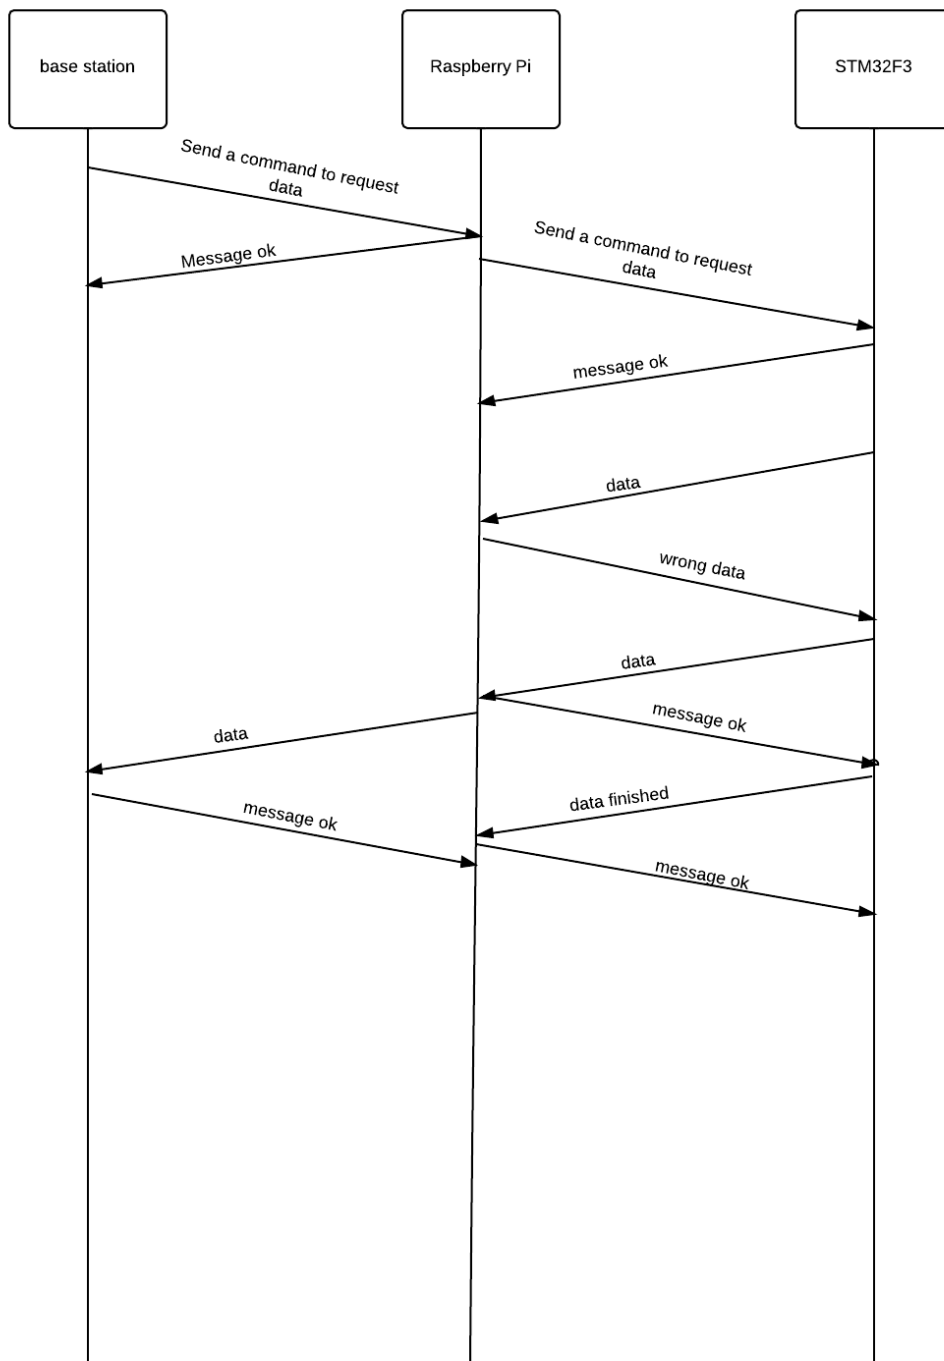 base station
Raspberry Pi
STM32F3
Send a command to request
data
Send a command to request
data
Message ok
message ok
data
wrong data
data
message ok
data
data finished
message ok
message ok